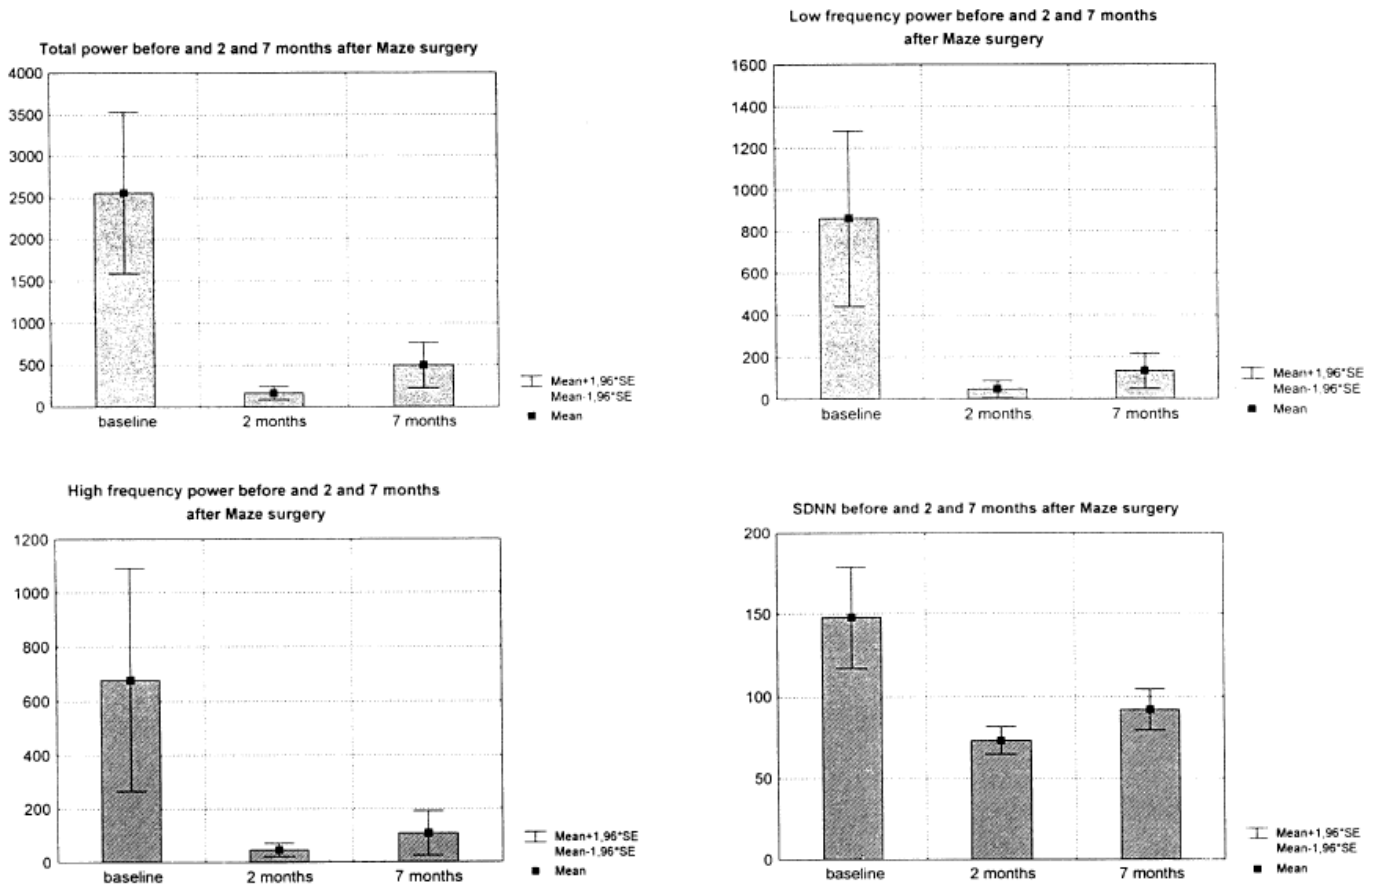 Total power before and 2 and 7 months after Maze surgery
4000
3500
3000
2500
2000
1500
1000
500
0
baseline 2 months 7 months
Mean+1,96*SE
Mean-1,96*SE
Mean
Low frequency power before and 2 and 7 months
after Maze surgery
1600
1400
1200
1000
800
600
400
200
0
baseline 2 months 7 months
Mean+1,96*SE
Mean-1.96*SE
Mean
High frequency power before and 2 and 7 months
after Maze surgery
1200
1000
800
600
400
200
0
baseline 2 months 7 months
Mean+1,96*SE
Mean-1,96*SE
Mean
SDNN before and 2 and 7 months after Maze surgery
200
150
100
50
0
baseline 2 months 7 months
Mean+1,96*SE
Mean-1,96*SE
Mean